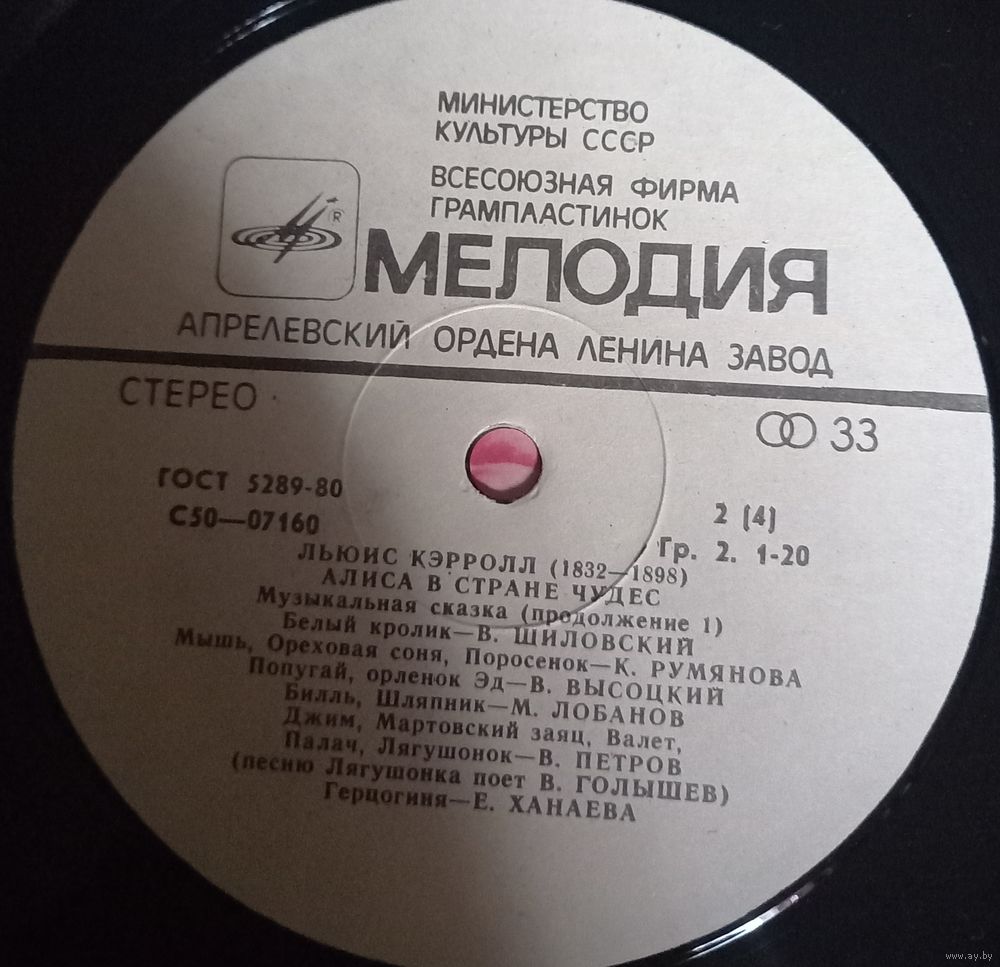 МИНИСТЕРСТВО
КУЛЬТУРЫ СССР
ВСЕСОЮЗНАЯ ФИРМА
ГРАМПЛАСТИНОК
R
МЕЛОДИЯ
АПРЕЛЕВСКИЙ ОРДЕНА ЛЕНИНА ЗАВОД
СТЕРЕО
33
ГОСТ 5289-80
С50—07160
2 (4)
Гр. 2. 1-20
ЛЬЮИС КЭРРОЛЛ (1832—1898)
АЛИСА В СТРАНЕ ЧУДЕС
Музыкальная сказка (продолжение 1)
Белый кролик—В. ШИЛОВСКИЙ
Мышь, Ореховая соня, Поросенок—К. РУМЯНОВА
Попугай, орленок Эд—В. ВЫСОЦКИЙ
Билль, Шляпник—М. ЛОБАНОВ
Джим, Мартовский заяц, Валет,
Палач, Лягушонок—В. ПЕТРОВ
(песню Лягушонка поет В. ГОЛЫШЕВ)
Герцогиня—Е. ХАНАЕВА
www.ay.by